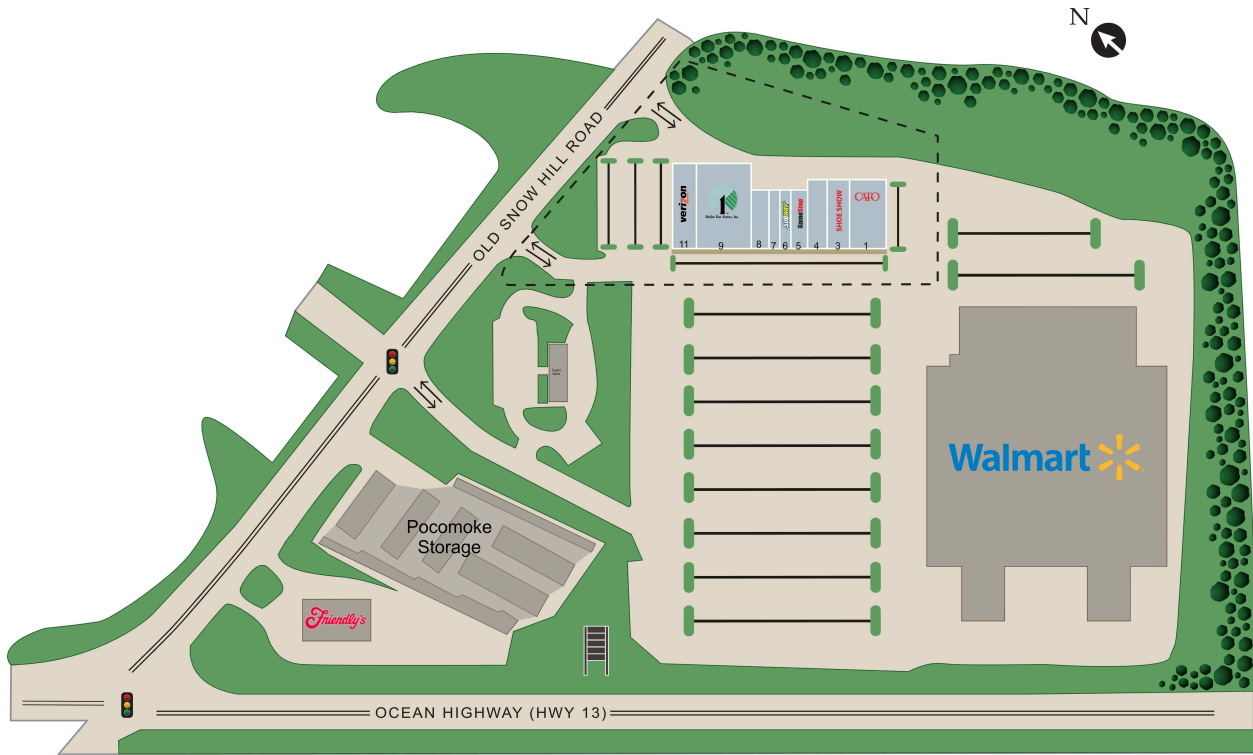 N
OLD SNOW HILL ROAD
verizon
1
Dollar Tree Stores, Inc.
SUBWAY
GameStop
SHOE SHOW
CATO
11
9
8
7
6
5
4
3
1
Walmart
Pocomoke
Storage
Friendly's
OCEAN HIGHWAY (HWY 13)